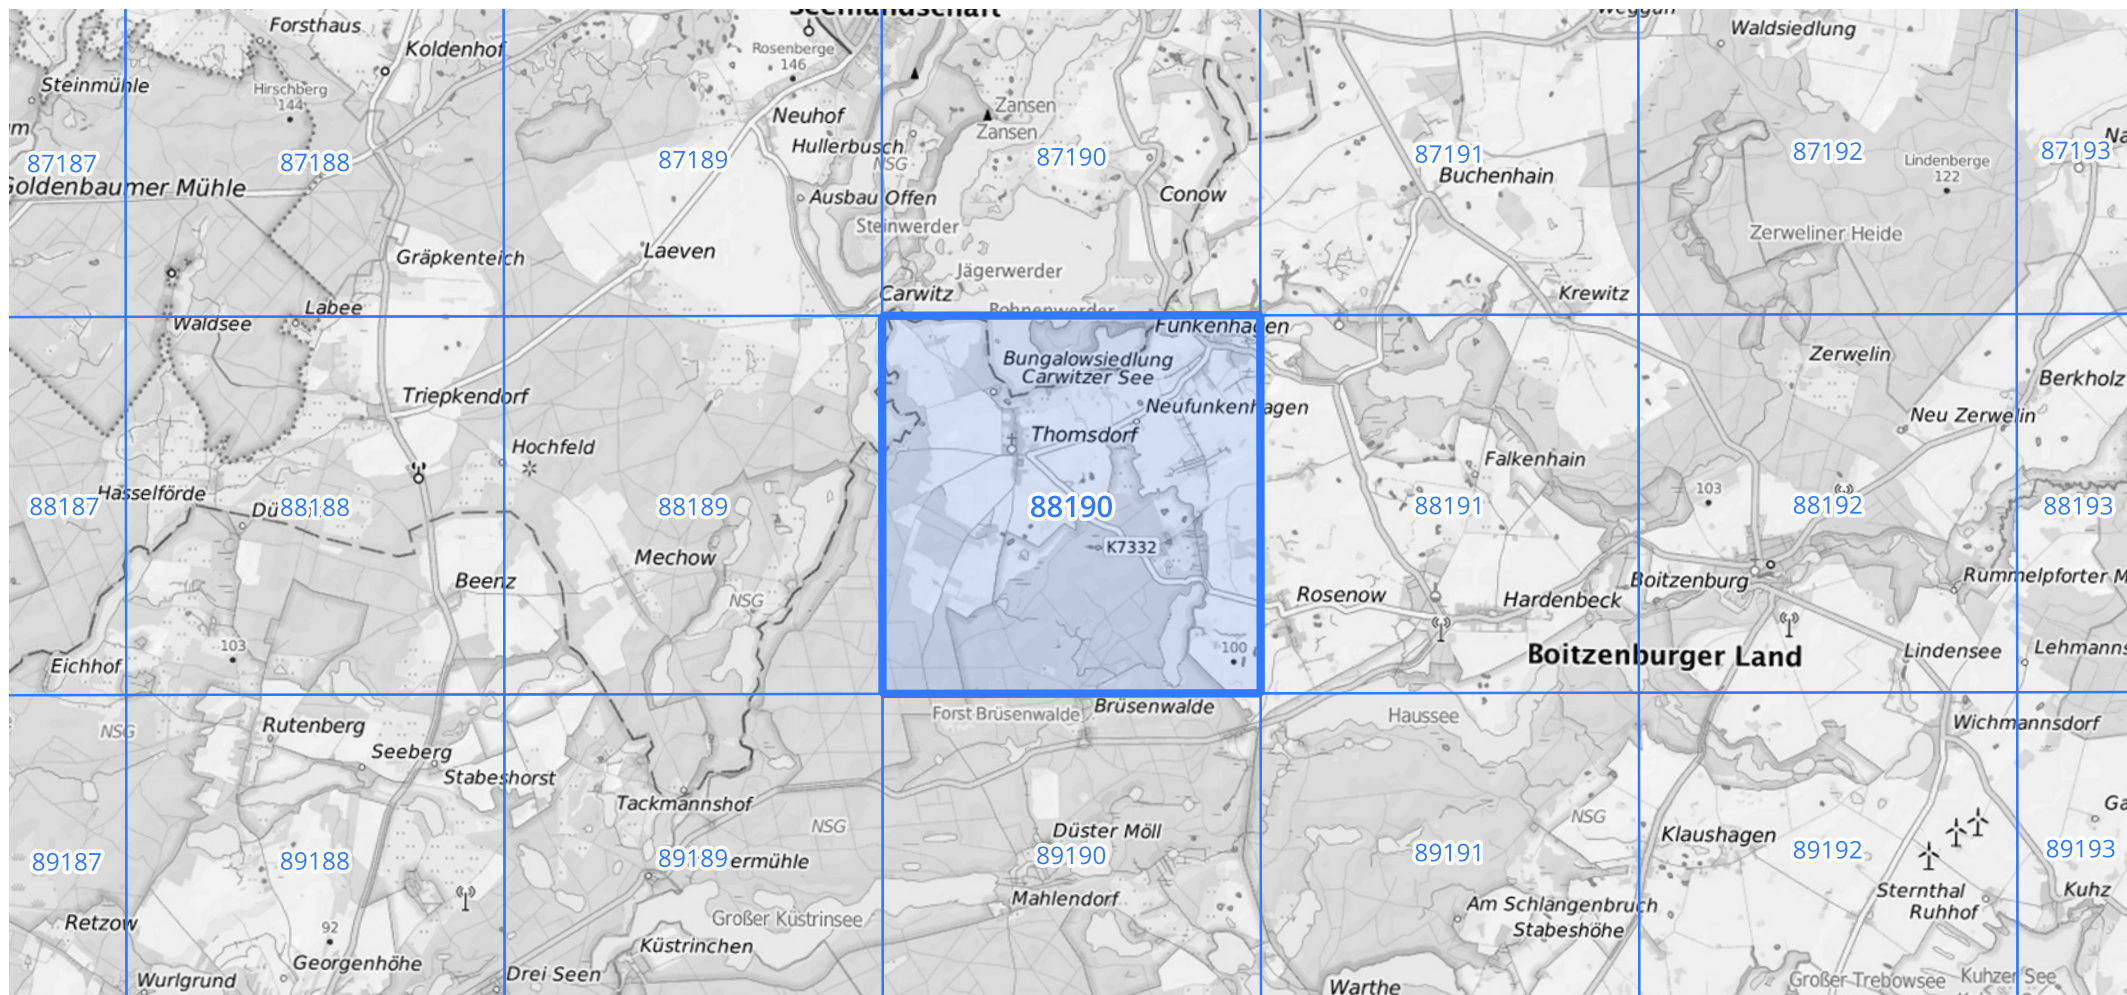 Forsthaus
Koldenhof
Rosenberge
146
Waldsiedlung
Steinmühle
Hirschberg
144
Neuhof
Hullerbusch
NSG
Zansen
Zansen
87187
87188
87189
87190
87191
87192
87193
Lindenberge
122
Goldenbaumer Mühle
Ausbau Offen
Conow
Buchenhain
Steinwerder
Zerweliner Heide
Gräpkenteich
Laeven
Jägerwerder
Carwitz
Krewitz
Labee
Waldsee
Funkenhagen
Bungalowsiedlung
Carwitzer See
Zerwelin
Berkholz
Triepkendorf
Neufunkenhagen
Neu Zerwelin
Hochfeld
Thomsdorf
Falkenhain
Hasselförde
103
88187
88188
88189
88190
88191
88192
88193
K7332
Mechow
Beenz
NSG
Rosenow
Hardenbeck
Boitzenburg
Rummelpforter M
103
Eichhof
100
Boitzenburger Land
Lindensee
Lehmanns
NSG
Rutenberg
Seeberg
Stabeshorst
Forst Brüsenwalde
Brüsenwalde
Haussee
Wichmannsdorf
Tackmannshof
NSG
Düster Möll
NSG
Klaushagen
89187
89188
89189
ermühle
89190
89191
89192
89193
Retzow
92
Georgenhöhe
Wurlgrund
Großer Küstrinsee
Küstrinchen
Drei Seen
Mahlendorf
Am Schlangenbruch
Stabeshöhe
Warthe
Sternthal
Ruhhof
Kuhz
Großer Trebowsee
Kuhzer See